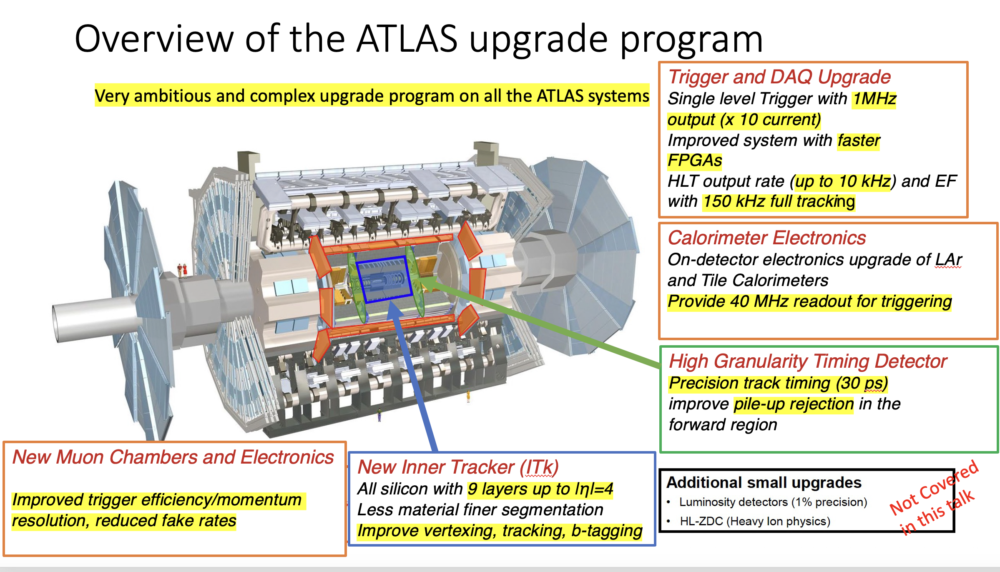 Overview of the ATLAS upgrade program
Very ambitious and complex upgrade program on all the ATLAS systems
Trigger and DAQ Upgrade
Single level Trigger with 1MHz
output (x 10 current)
Improved system with faster
FPGAs
HLT output rate (up to 10 kHz) and EF
with 150 kHz full tracking
Calorimeter Electronics
On-detector electronics upgrade of LAr
and Tile Calorimeters
Provide 40 MHz readout for triggering
High Granularity Timing Detector
Precision track timing (30 ps)
improve pile-up rejection in the
forward region
New Muon Chambers and Electronics
Improved trigger efficiency/momentum
resolution, reduced fake rates
New Inner Tracker (ITk)
All silicon with 9 layers up to |η|=4
Less material finer segmentation
Improve vertexing, tracking, b-tagging
Additional small upgrades
• Luminosity detectors (1% precision)
• HL-ZDC (Heavy Ion physics)
Not Covered
in this talk